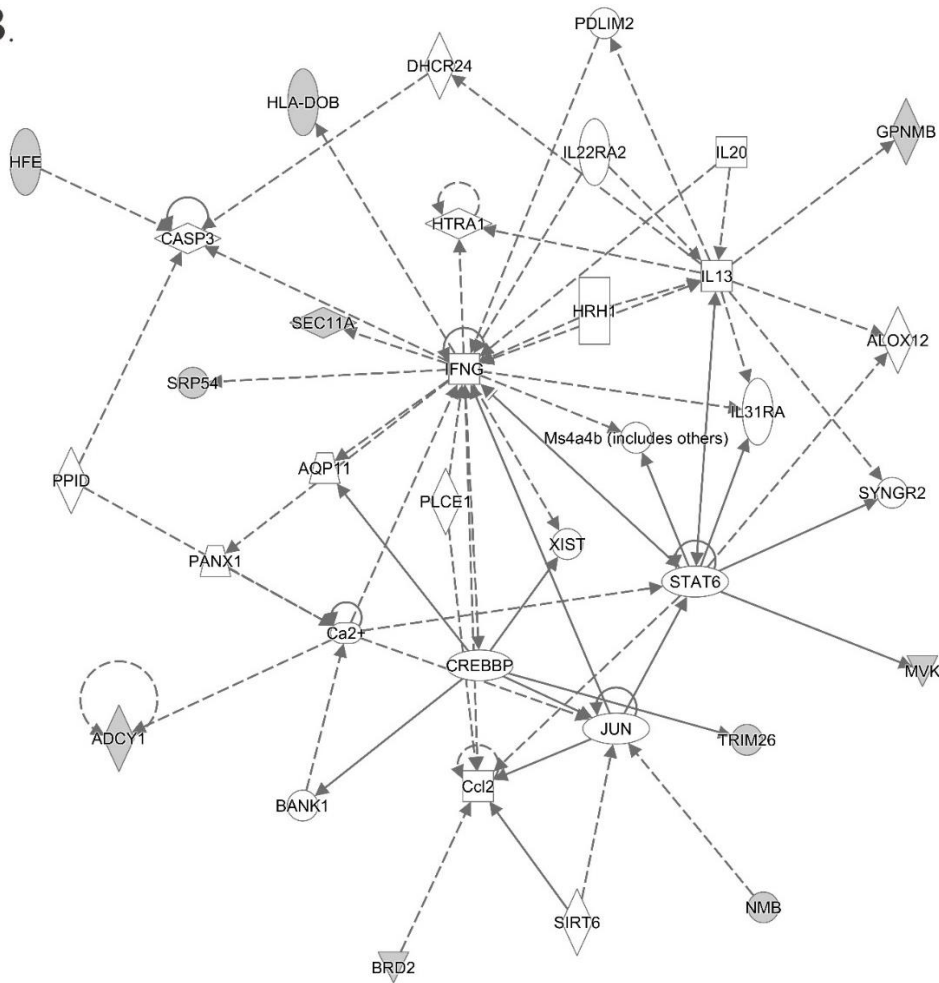 B.
PDLIM2
DHCR24
HLA-DOB
GPNMB
IL22RA2
IL20
HFE
HTRA1
CASP3
IL13
HRH1
SEC11A
ALOX12
IFNG
SRP54
IL31RA
Ms4a4b (includes others)
AQP11
PPID
PLCE1
SYNGR2
XIST
PANX1
STAT6
Ca2+
CREBBP
MVK
JUN
ADCY1
TRIM26
Ccl2
BANK1
NMB
SIRT6
BRD2